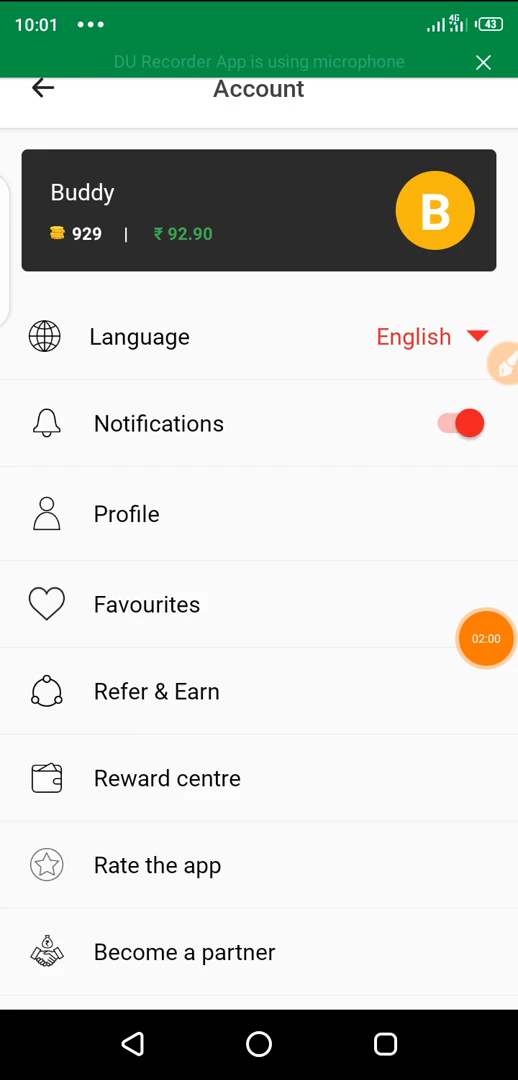 10:01 ••• 4G 43
DU Recorder App is using microphone
Account
Buddy
B
929 | ₹ 92.90
Language English
Notifications
Profile
Favourites
02:00
Refer & Earn
Reward centre
Rate the app
Become a partner